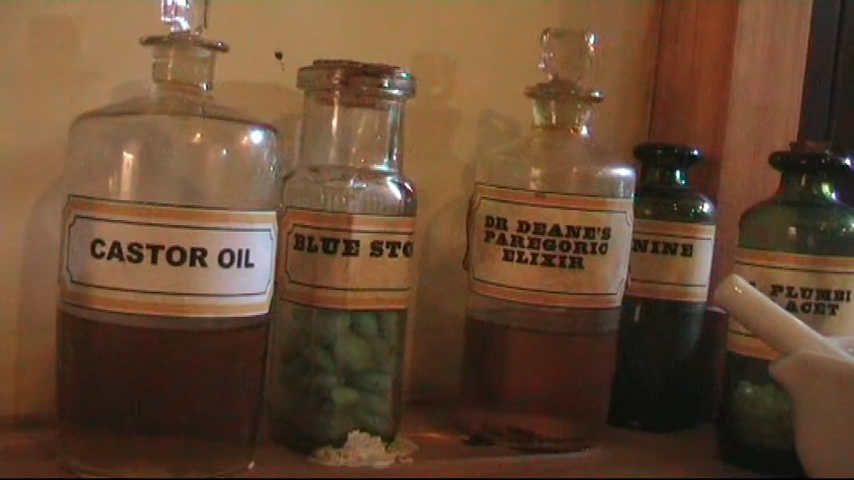 CASTOR OIL
BLUE STO
DR DEANE'S
PAREGORIC
ELIXIR
NINE
PLUMBI
ACET